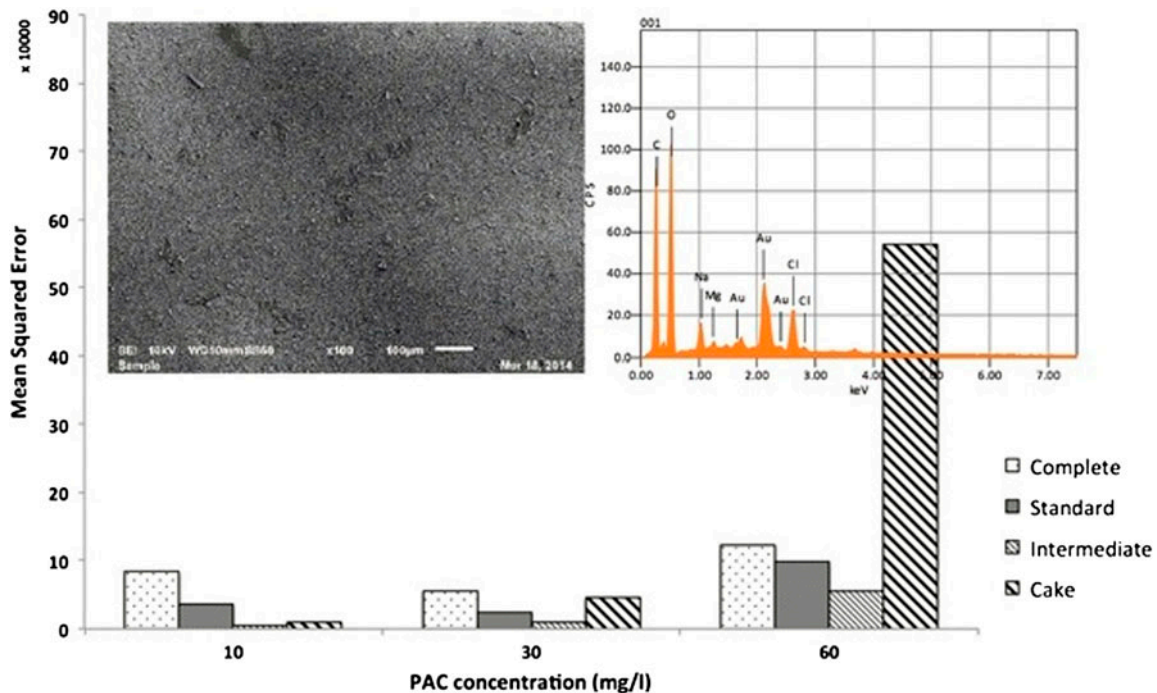 90
80
70
60
50
40
30
20
10
0
x 10000
Mean Squared Error
10
30
60
PAC concentration (mg/l)
x100 100µm
Sample
Mar 18, 2014
001
140.0
120.0
100.0
80.0
60.0
40.0
20.0
0.0
CPS
C
O
Na
Mg
Au
Au
Au
Cl
Cl
0.00 1.00 2.00 3.00 4.00 5.00 6.00 7.00
keV
Complete
Standard
Intermediate
Cake